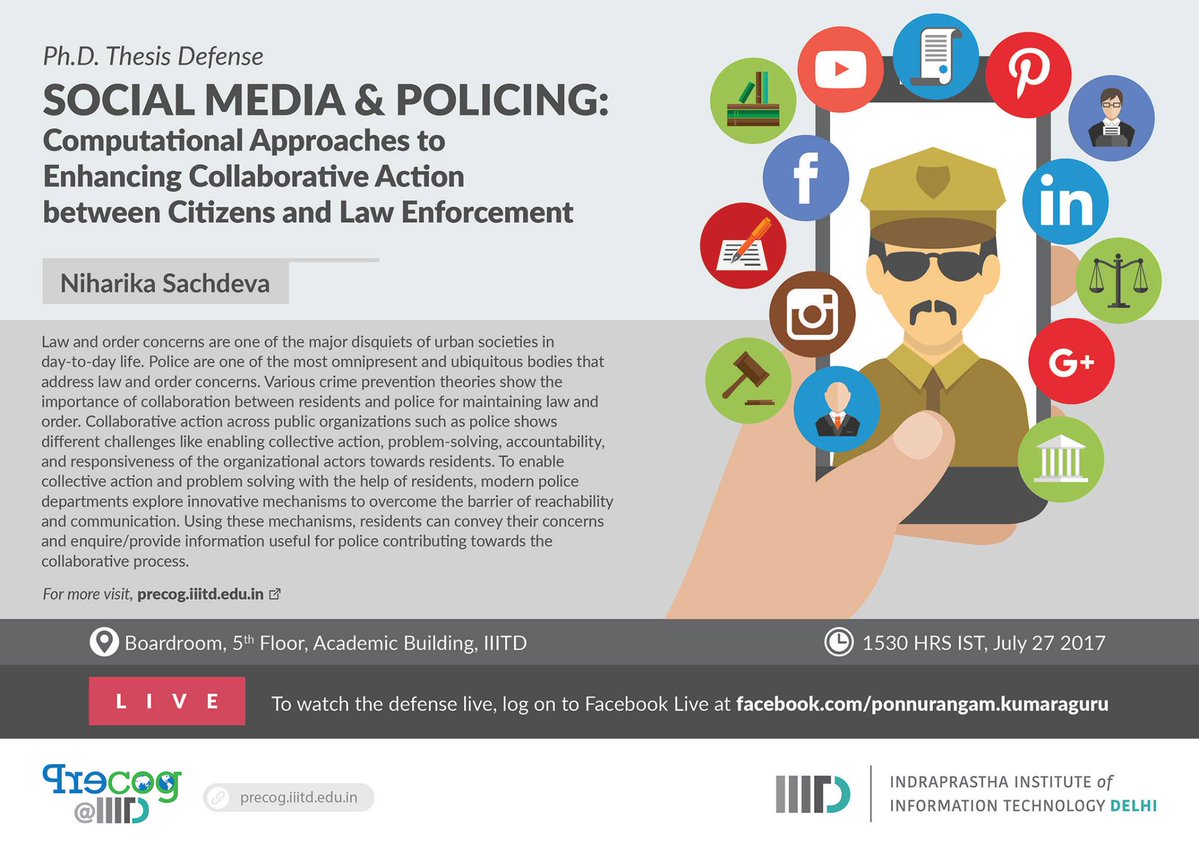 Ph.D. Thesis Defense
SOCIAL MEDIA & POLICING:
Computational Approaches to
Enhancing Collaborative Action
between Citizens and Law Enforcement
Niharika Sachdeva
Law and order concerns are one of the major disquiets of urban societies in
day-to-day life. Police are one of the most omnipresent and ubiquitous bodies that
address law and order concerns. Various crime prevention theories show the
importance of collaboration between residents and police for maintaining law and
order. Collaborative action across public organizations such as police shows
different challenges like enabling collective action, problem-solving, accountability,
and responsiveness of the organizational actors towards residents. To enable
collective action and problem solving with the help of residents, modern police
departments explore innovative mechanisms to overcome the barrier of reachability
and communication. Using these mechanisms, residents can convey their concerns
and enquire/provide information useful for police contributing towards the
collaborative process.
For more visit, precog.iiitd.edu.in
f
in
G+
Boardroom, 5th Floor, Academic Building, IIITD
1530 HRS IST, July 27 2017
LIVE
To watch the defense live, log on to Facebook Live at facebook.com/ponnurangam.kumaraguru
Precog
@IIITD
precog.iiitd.edu.in
IIITD
INDRAPRASTHA INSTITUTE of
INFORMATION TECHNOLOGY DELHI